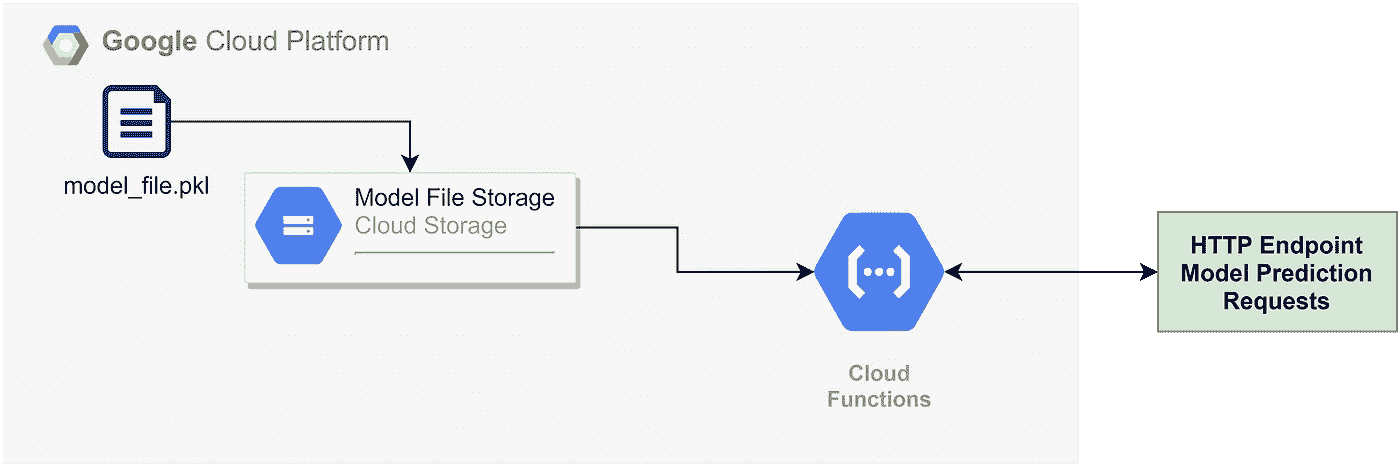 Google Cloud Platform
model_file.pkl
Model File Storage
Cloud Storage
HTTP Endpoint
Model Prediction
Requests
Cloud
Functions